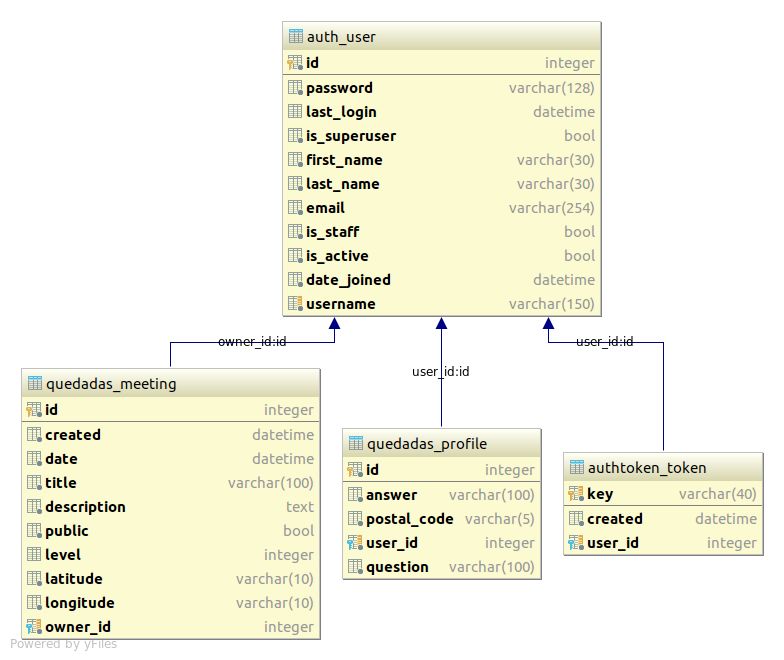 auth_user
id integer
password varchar(128)
last_login datetime
is_superuser bool
first_name varchar(30)
last_name varchar(30)
email varchar(254)
is_staff bool
is_active bool
date_joined datetime
username varchar(150)
owner_id:id
user_id:id
user_id:id
quedadas_meeting
id integer
created datetime
date datetime
title varchar(100)
description text
public bool
level integer
latitude varchar(10)
longitude varchar(10)
owner_id integer
quedadas_profile
id integer
answer varchar(100)
postal_code varchar(5)
user_id integer
question varchar(100)
authtoken_token
key varchar(40)
created datetime
user_id integer
Powered by yFiles